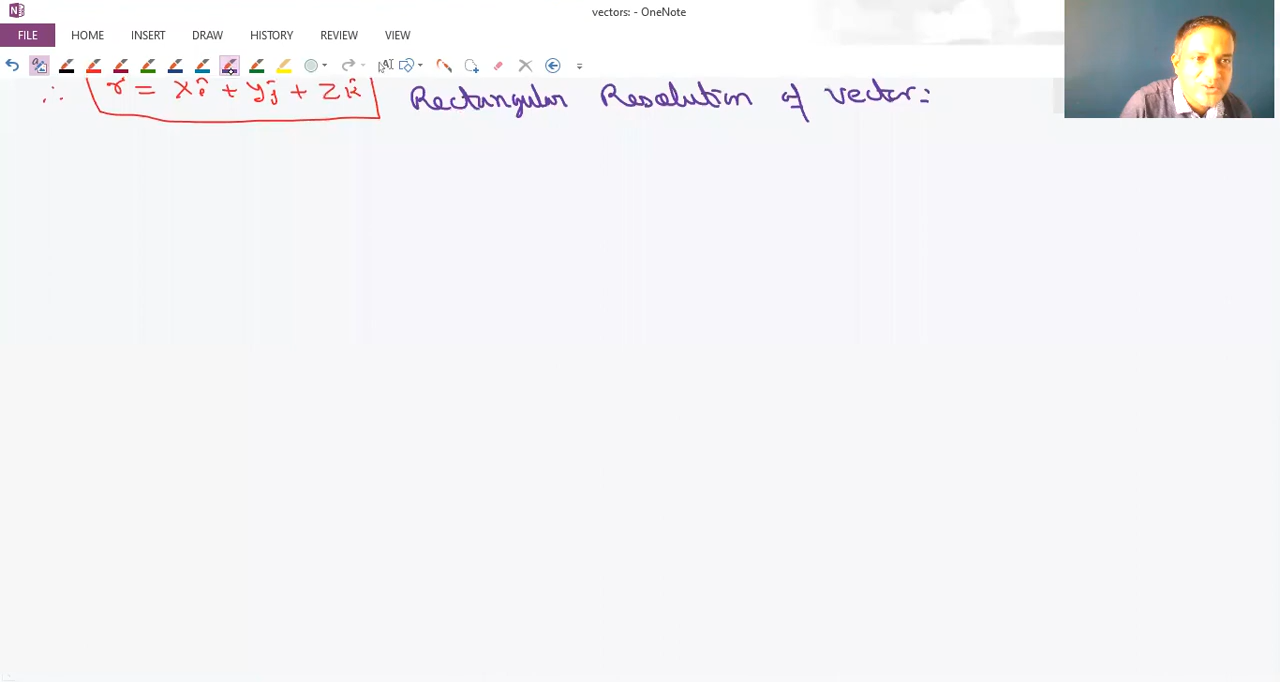 vectors: - OneNote
FILE HOME INSERT DRAW HISTORY REVIEW VIEW
∴ r = xî + yĵ + zk̂ Rectangular Resolution of vector: